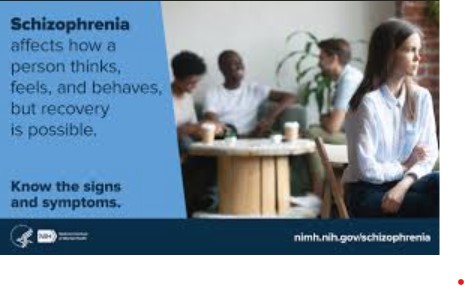 Schizophrenia
affects how a
person thinks,
feels, and behaves,
but recovery
is possible.
Know the signs
and symptoms.
NIH
nimh.nih.gov/schizophrenia